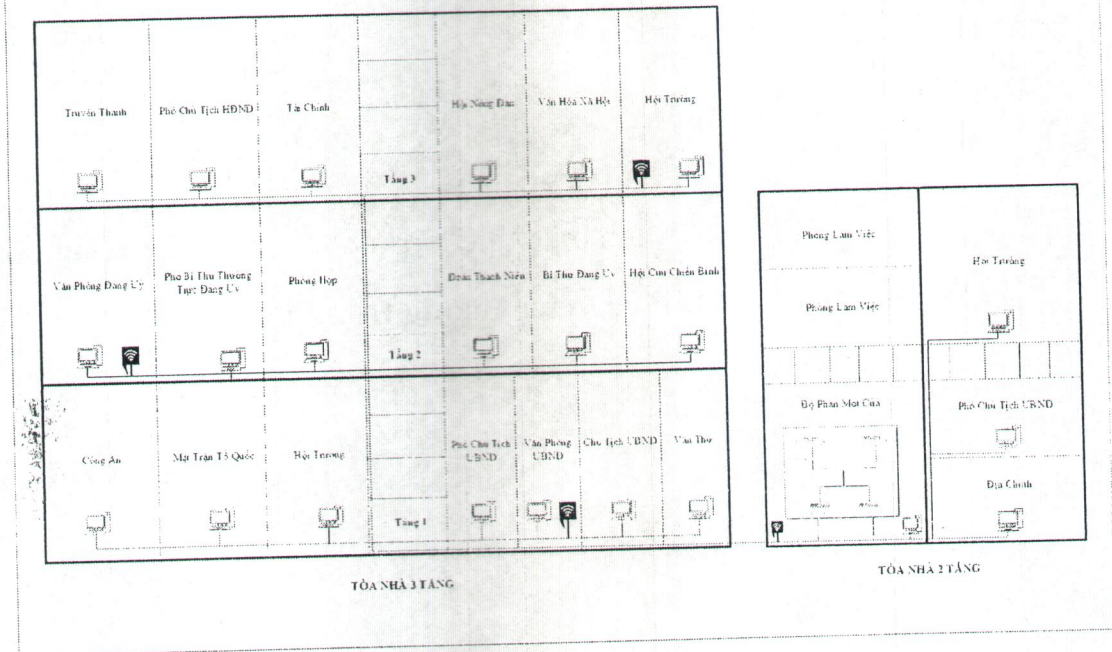 Truyền Thanh
Phó Chủ Tịch HĐND
Tài Chính
Hội Nông Dân
Văn Hóa Xã Hội
Hội Trường
Tầng 3
Văn Phòng Đảng Uỷ
Phó Bí Thư Thường
Trực Đảng Uv
Phòng Họp
Đoàn Thanh Niên
Bí Thư Đảng Uv
Hội Cựu Chiến Binh
Tầng 2
Công An
Mặt Trận Tổ Quốc
Hội Trường
Phó Chủ Tịch
UBND
Văn Phòng
UBND
Chủ Tịch UBND
Văn Thư
Tầng 1
TÒA NHÀ 3 TẦNG
Phòng Làm Việc
Phòng Làm Việc
Hội Trường
Bộ Phận Một Cửa
Phó Chủ Tịch UBND
Địa Chính
TÒA NHÀ 2 TẦNG